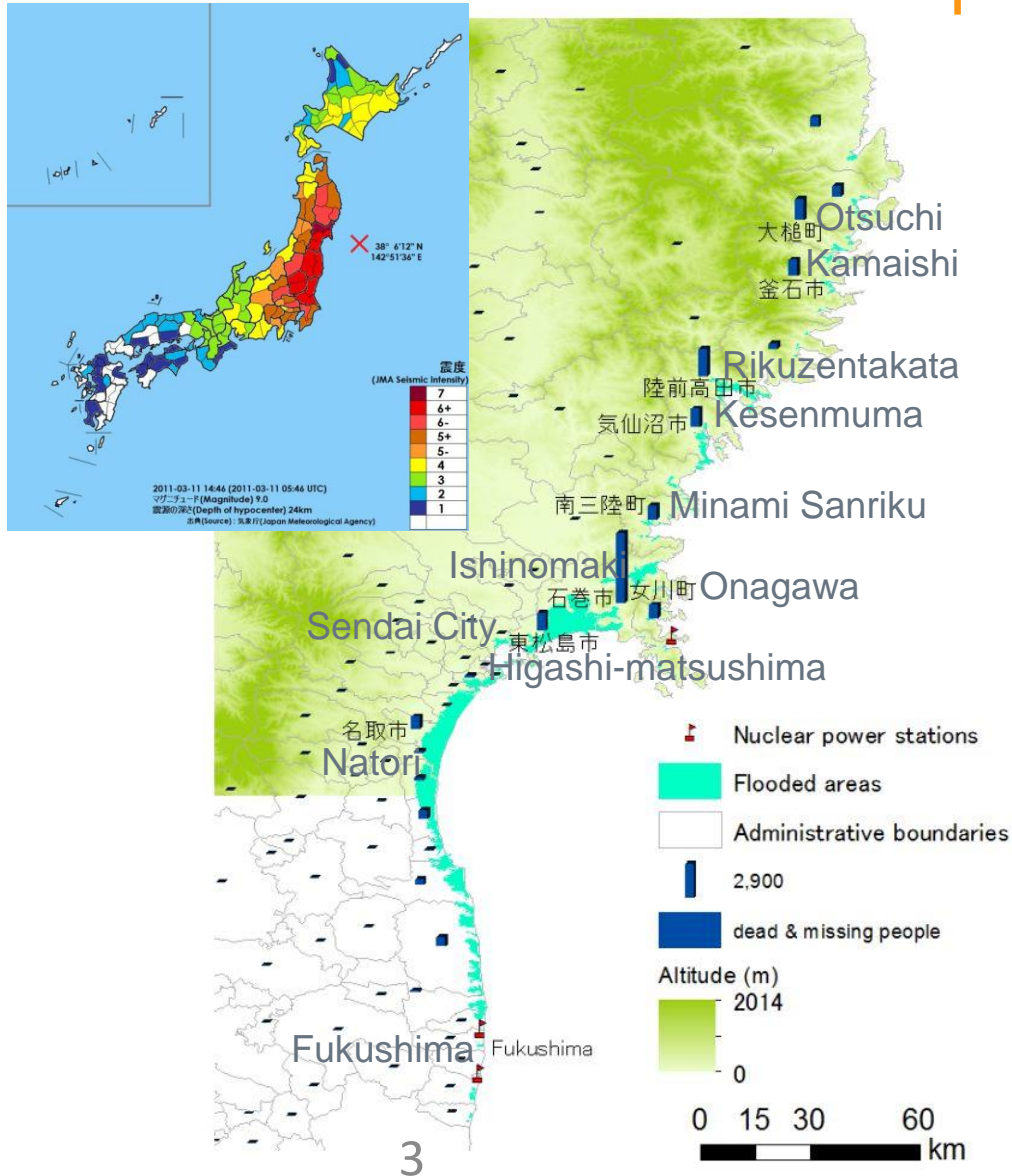 38° 6'12" N
142°51'36" E
震度
(JMA Seismic Intensity)
7
6+
6-
5+
5-
4
3
2
1
2011-03-11 14:46 (2011-03-11 05:46 UTC)
マグニチュード(Magnitude) 9.0
震源の深さ(Depth of hypocenter) 24km
出典(Source) : 気象庁(Japan Meteorological Agency)
Otsuchi
大槌町
Kamaishi
釜石市
Rikuzentakata
陸前高田市
気仙沼市 Kesenmuma
南三陸町 Minami Sanriku
Ishinomaki
石巻市
女川町 Onagawa
Sendai City
東松島市
Higashi-matsushima
名取市
Natori
Nuclear power stations
Flooded areas
Administrative boundaries
2,900
dead & missing people
Altitude (m)
2014
0
Fukushima Fukushima
0 15 30 60
km
3